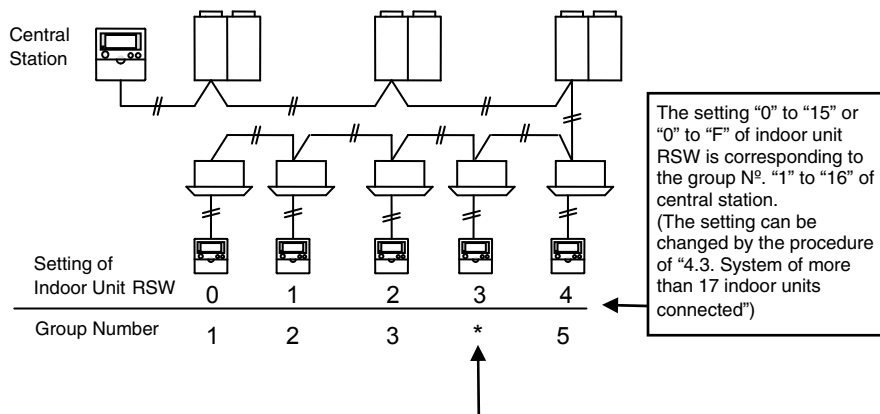 Central
Station
The setting “0” to “15” or
“0” to “F” of indoor unit
RSW is corresponding to
the group Nº. “1” to “16” of
central station.
(The setting can be
changed by the procedure
of “4.3. System of more
than 17 indoor units
connected”)
Setting of
Indoor Unit RSW
0 1 2 3 4
Group Number
1 2 3 * 5